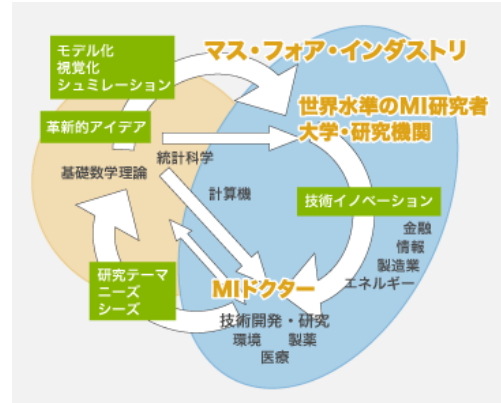 モデル化
視覚化
シュミレーション
マス・フォア・インダストリ
世界水準のMI研究者
大学・研究機関
革新的アイデア
統計科学
基礎数学理論
計算機
技術イノベーション
金融
情報
製造業
エネルギー
研究テーマ
ニーズ
シーズ
MIドクター
技術開発・研究
環境　製薬
医療